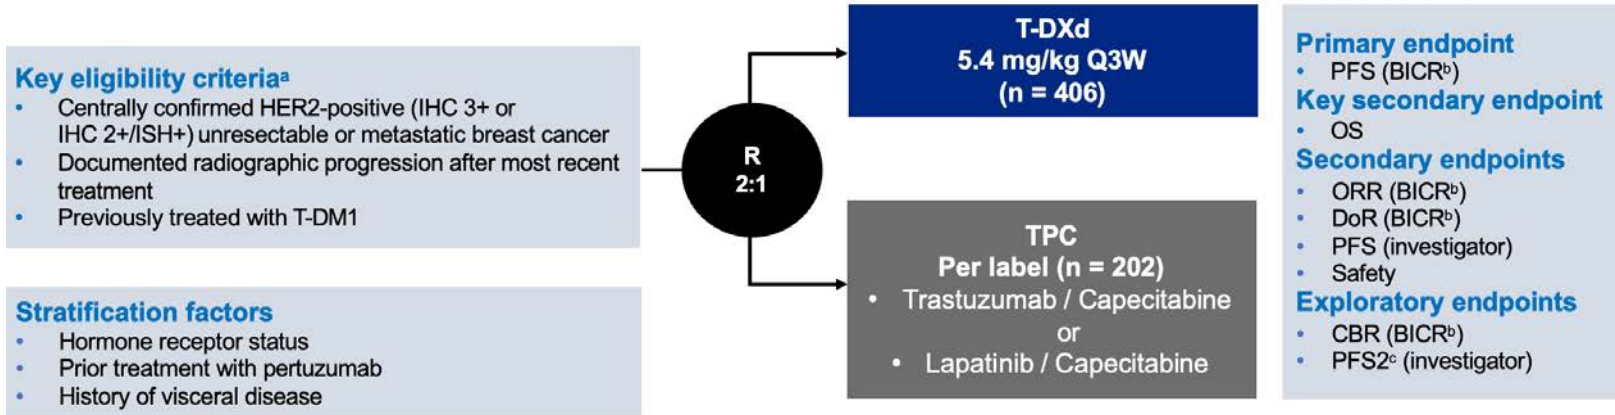 Key eligibility criteriaᵃ
• Centrally confirmed HER2-positive (IHC 3+ or
IHC 2+/ISH+) unresectable or metastatic breast cancer
• Documented radiographic progression after most recent
treatment
• Previously treated with T-DM1
Stratification factors
• Hormone receptor status
• Prior treatment with pertuzumab
• History of visceral disease
R
2:1
T-DXd
5.4 mg/kg Q3W
(n = 406)
TPC
Per label (n = 202)
• Trastuzumab / Capecitabine
or
• Lapatinib / Capecitabine
Primary endpoint
• PFS (BICRᵇ)
Key secondary endpoint
• OS
Secondary endpoints
• ORR (BICRᵇ)
• DoR (BICRᵇ)
• PFS (investigator)
• Safety
Exploratory endpoints
• CBR (BICRᵇ)
• PFS2ᶜ (investigator)